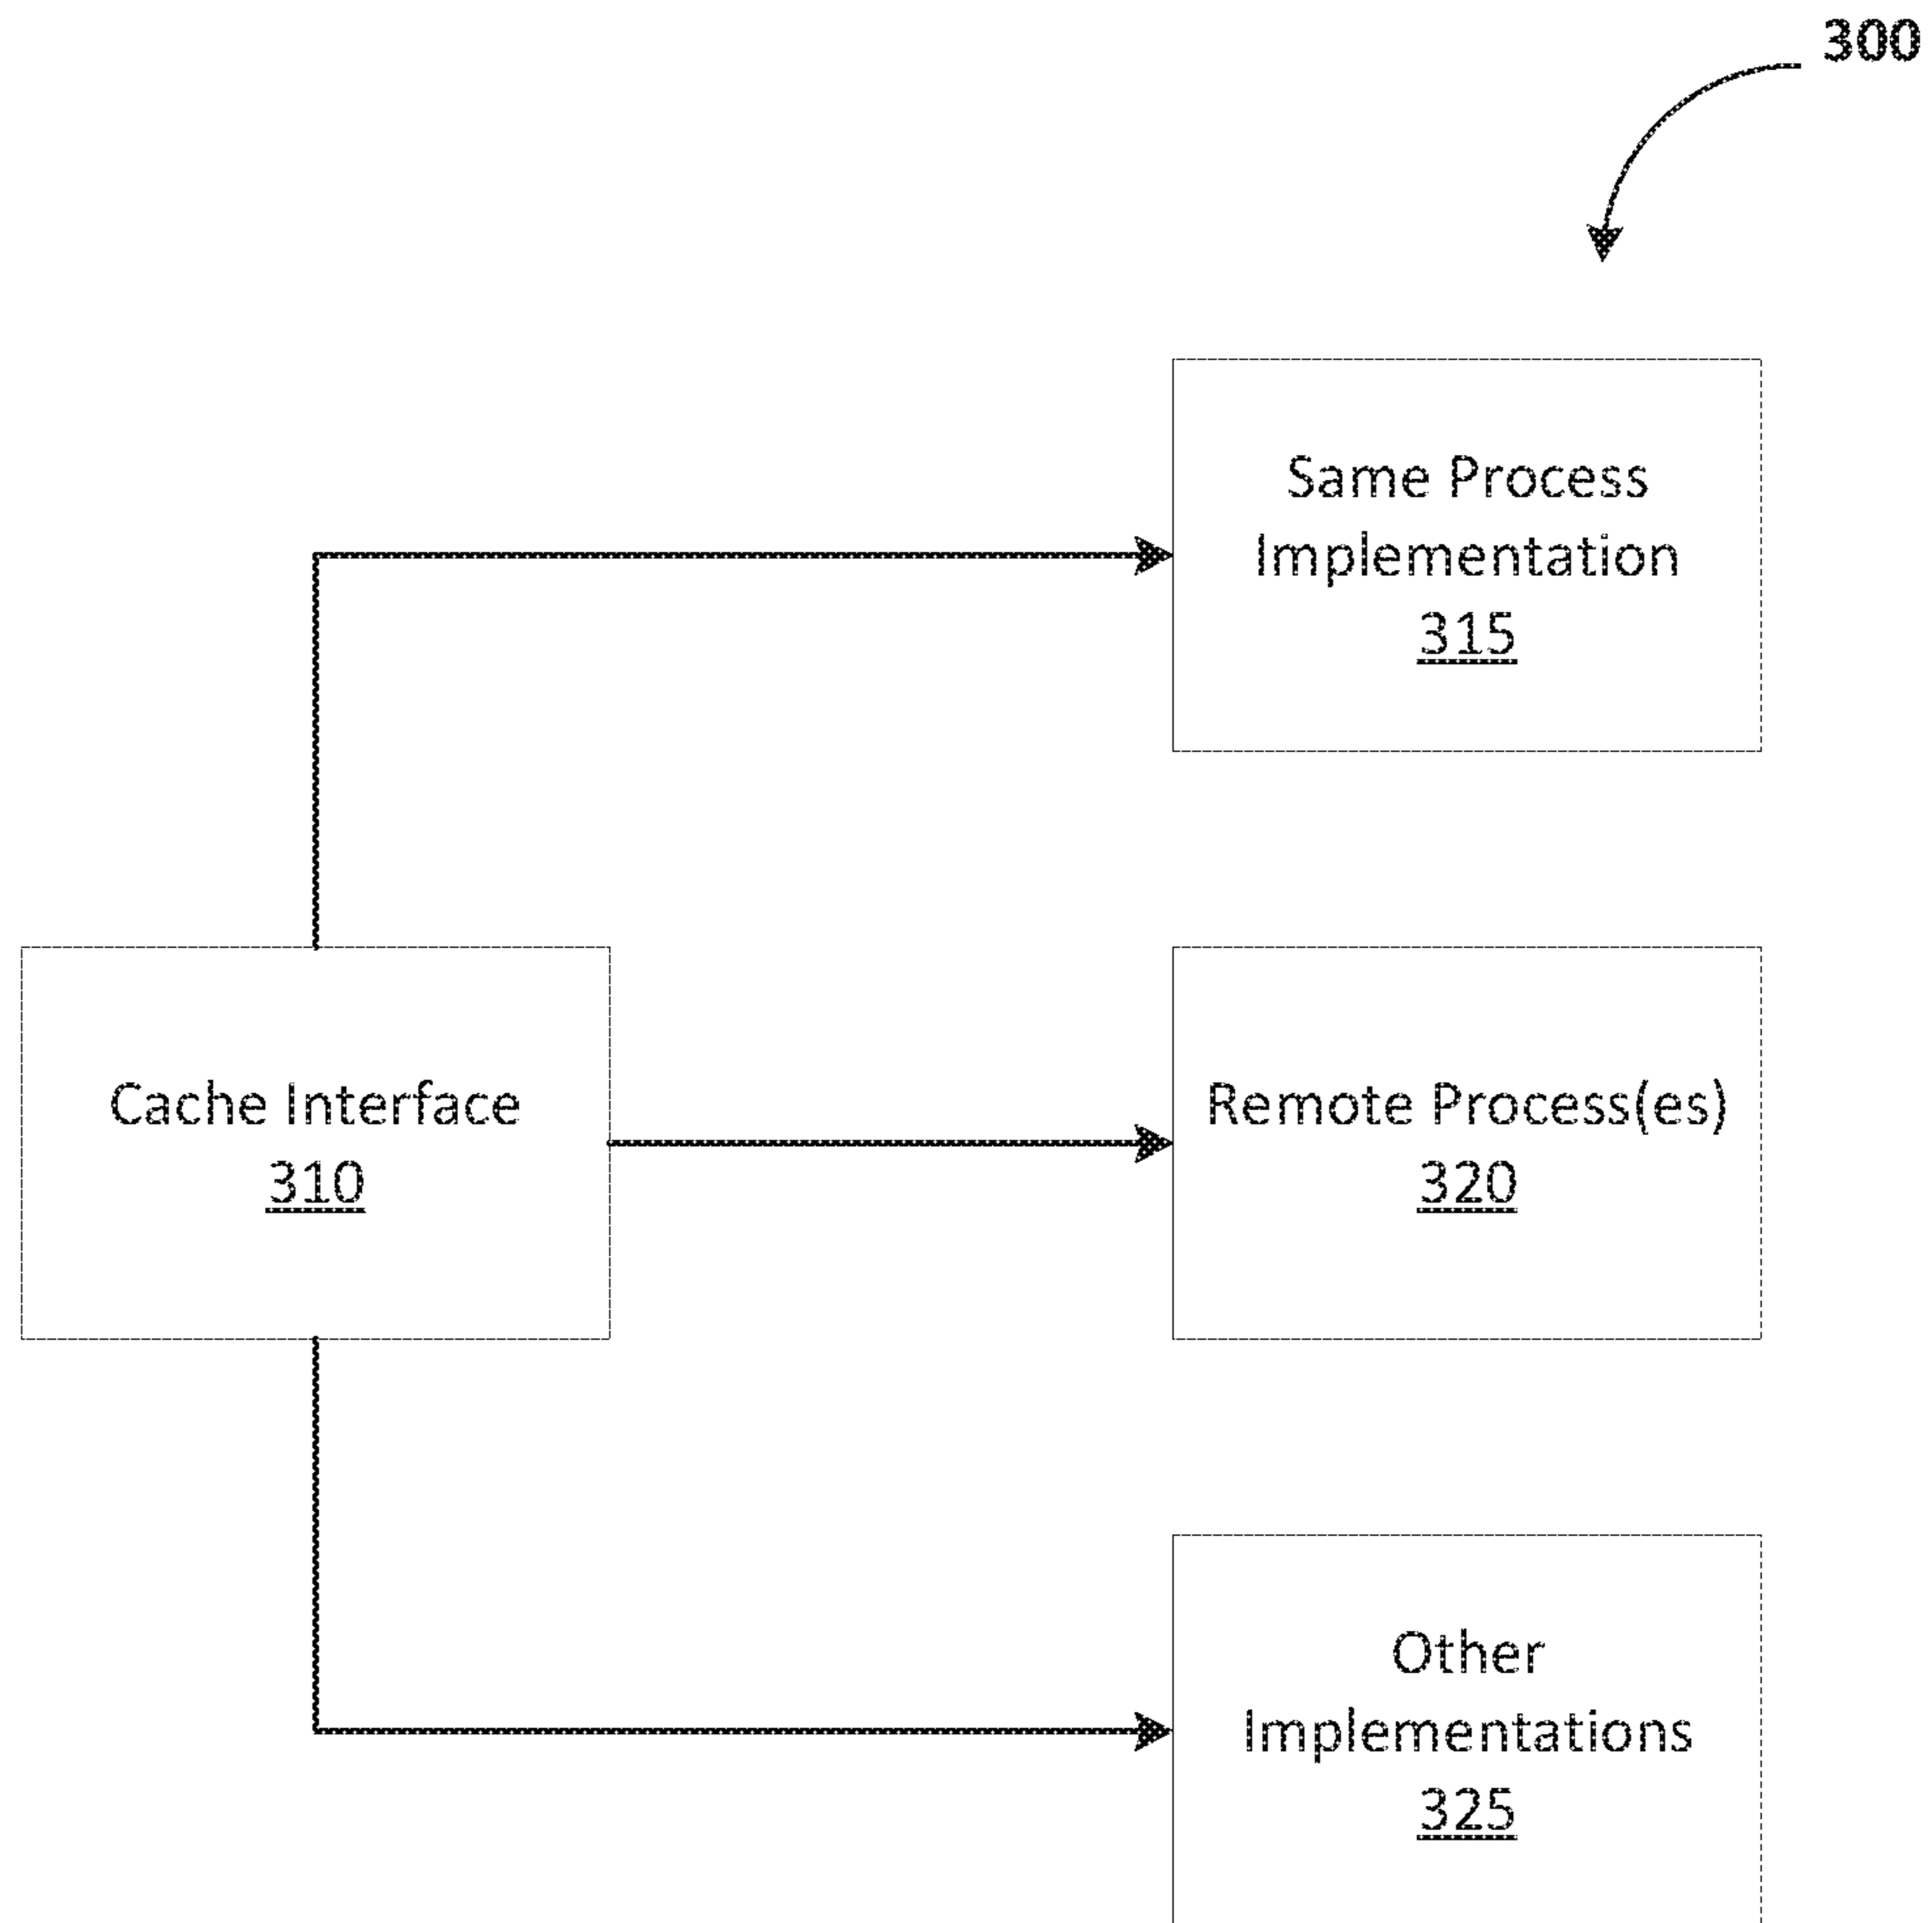 300
Same Process
Implementation
315
Cache Interface
310
Remote Process(es)
320
Other
Implementations
325